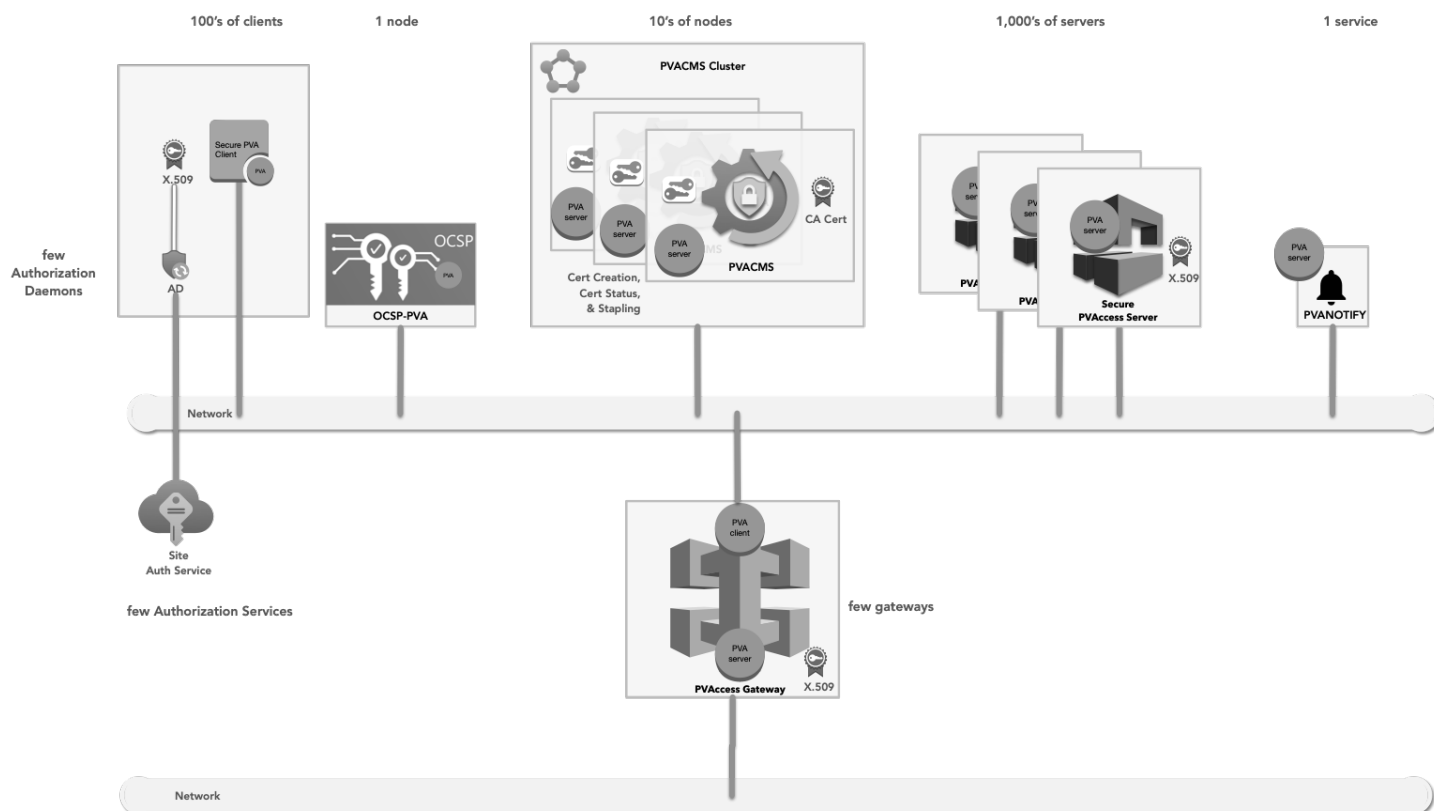 100's of clients
1 node
10's of nodes
1,000's of servers
1 service
PVACMS Cluster
Secure PVA
Client
PVA
X.509
few
Authorization
Daemons
AD
OCSP
PVA
OCSP-PVA
PVA
server
PVA
server
PVA
server
CA Cert
PVACMS
Cert Creation,
Cert Status,
& Stapling
PVA
server
X.509
Secure
PVAccess Server
PVA
server
PVANOTIFY
Network
Site
Auth Service
few Authorization Services
PVA
client
few gateways
PVA
server
X.509
PVAccess Gateway
Network